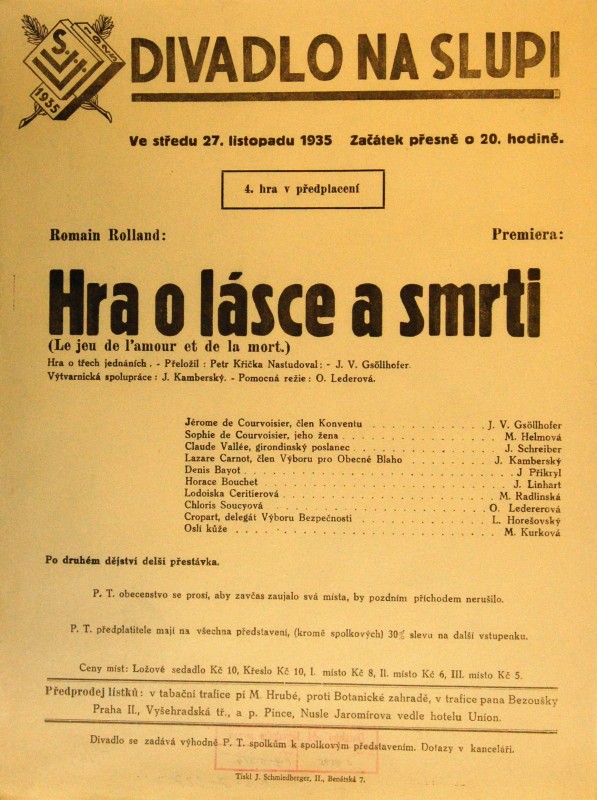 S.J.V. 1925
1935
DIVADLO NA SLUPI
Ve středu 27. listopadu 1935 Začátek přesně o 20. hodině.
4. hra v předplacení
Romain Rolland: Premiera:
Hra o lásce a smrti
(Le jeu de l'amour et de la mort.)
Hra o třech jednáních. - Přeložil : Petr Křička Nastudoval: - J. V. Gsöllhofer.
Výtvarnická spolupráce : J. Kamberský. - Pomocná režie : O. Lederová.
Jérome de Courvoisier, člen Konventu . . . . . . . . . . . . J. V. Gsöllhofer
Sophie de Courvoisier, jeho žena . . . . . . . . . . . . . . M. Helmová
Claude Vallée, girondinský poslanec . . . . . . . . . . . . J. Schreiber
Lazare Carnot, člen Výboru pro Obecné Blaho . . . . . . . J. Kamberský
Denis Bayot . . . . . . . . . . . . . . . . . . . . . J Přikryl
Horace Bouchet . . . . . . . . . . . . . . . . . . . . J. Linhart
Lodoiska Ceritierová . . . . . . . . . . . . . . . . . M. Radlinská
Chloris Soucyová . . . . . . . . . . . . . . . . . . O. Ledererová
Cropart, delegát Výboru Bezpečnosti . . . . . . . . . . . L. Horešovský
Oslí kůže . . . . . . . . . . . . . . . . . . . . . . M. Kurková
Po druhém dějství delší přestávka.
P. T. obecenstvo se prosí, aby zavčas zaujalo svá místa, by pozdním příchodem nerušilo.
P. T. předplatitele mají na všechna představení, (kromě spolkových) 30% slevu na další vstupenku.
Ceny míst: Ložové sedadlo Kč 10, Křeslo Kč 10, I. místo Kč 8, II. místo Kč 6, III. místo Kč 5.
Předprodej lístků : v tabační trafice pí M. Hrubé, proti Botanické zahradě, v trafice pana Bezoušky
Praha II., Vyšehradská tř., a p. Pince, Nusle Jaromírova vedle hotelu Union.
Divadlo se zadává výhodně P. T. spolkům k spolkovým představením. Dotazy v kanceláři.
Tiskl J. Schmiedberger, II., Benátská 7.